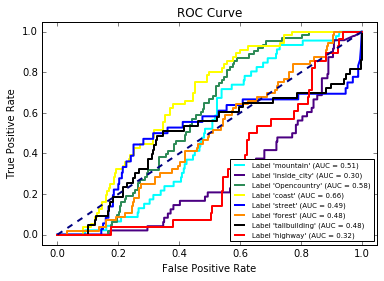 ROC Curve
1.0
0.8
0.6
0.4
0.2
0.0
True Positive Rate
0.0
0.2
0.4
0.6
0.8
1.0
False Positive Rate
Label 'mountain' (AUC = 0.51)
Label 'inside_city' (AUC = 0.30)
Label 'Opencountry' (AUC = 0.58)
Label 'coast' (AUC = 0.66)
Label 'street' (AUC = 0.49)
Label 'forest' (AUC = 0.48)
Label 'tallbuilding' (AUC = 0.48)
Label 'highway' (AUC = 0.32)